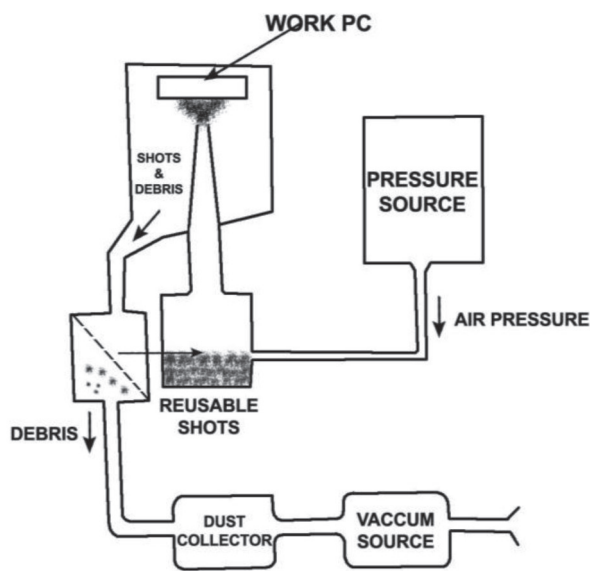 WORK PC
SHOTS
&
DEBRIS
PRESSURE
SOURCE
AIR PRESSURE
REUSABLE
SHOTS
DEBRIS
DUST
COLLECTOR
VACCUM
SOURCE